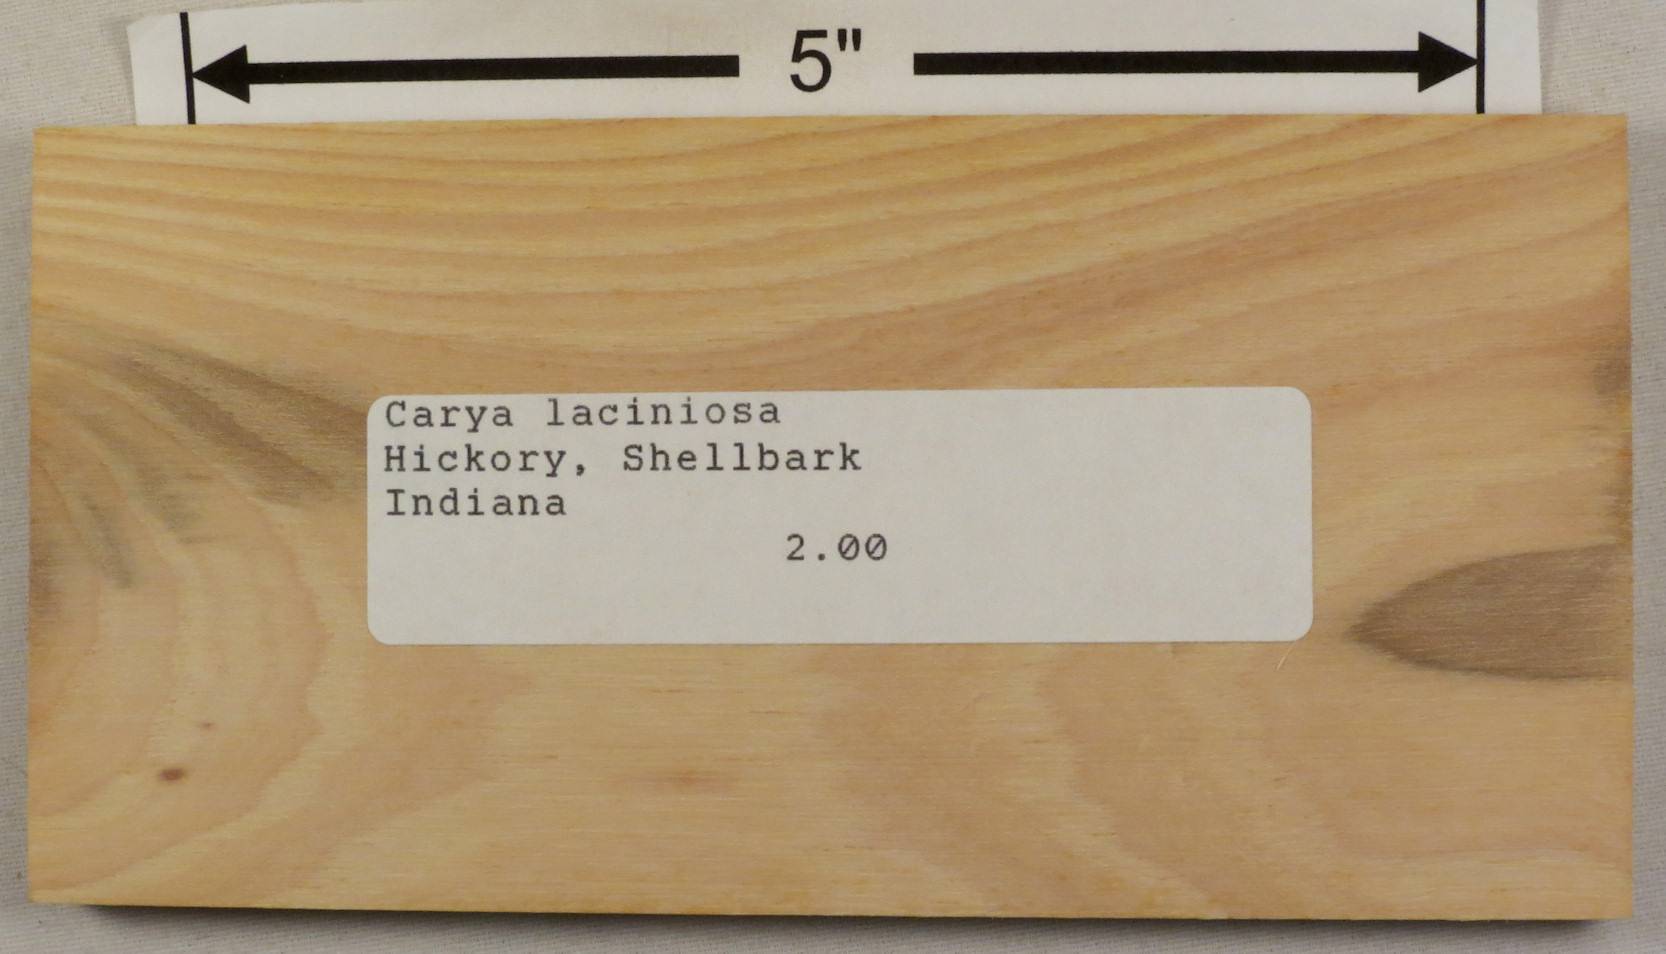 5"
Carya laciniosa
Hickory, Shellbark
Indiana
2.00